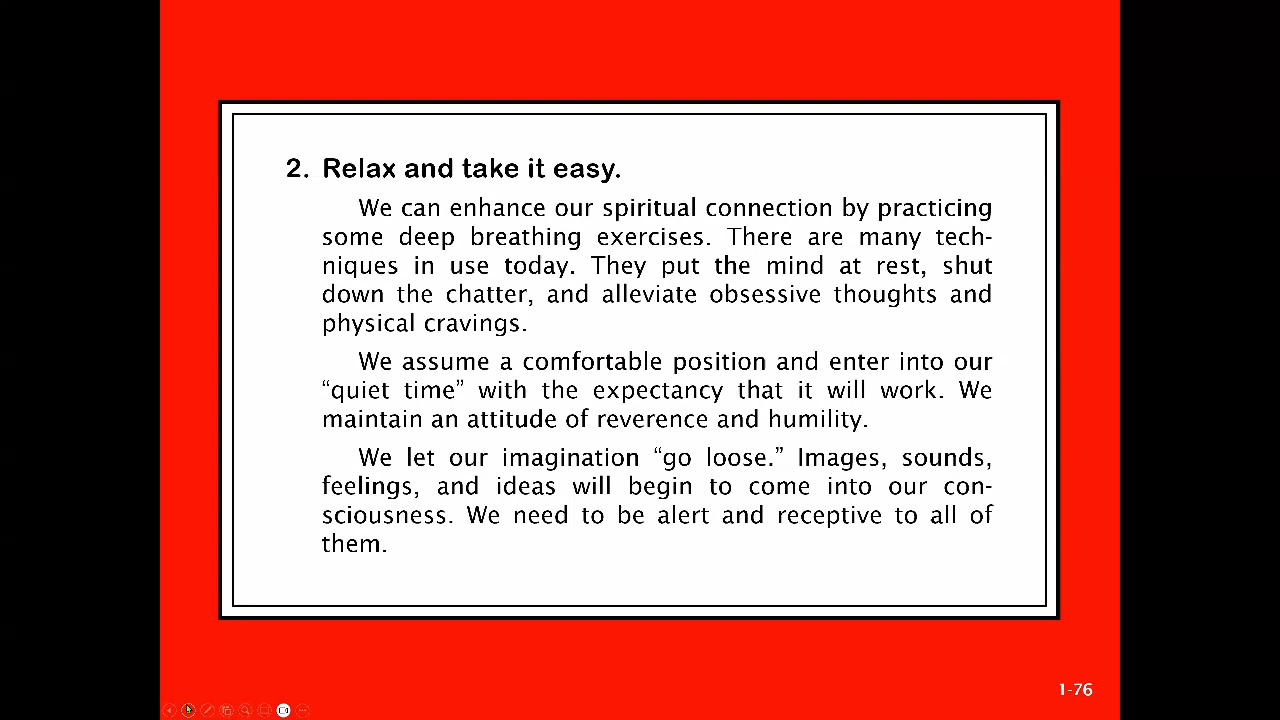 2. Relax and take it easy.
We can enhance our spiritual connection by practicing
some deep breathing exercises. There are many tech-
niques in use today. They put the mind at rest, shut
down the chatter, and alleviate obsessive thoughts and
physical cravings.
We assume a comfortable position and enter into our
“quiet time” with the expectancy that it will work. We
maintain an attitude of reverence and humility.
We let our imagination “go loose.” Images, sounds,
feelings, and ideas will begin to come into our con-
sciousness. We need to be alert and receptive to all of
them.
1-76